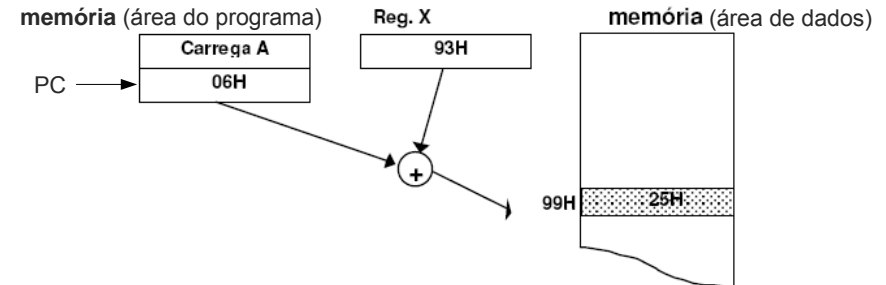 memória (área do programa)
Reg. X
memória (área de dados)
Carrega A
93H
PC
06H
+
99H
25H